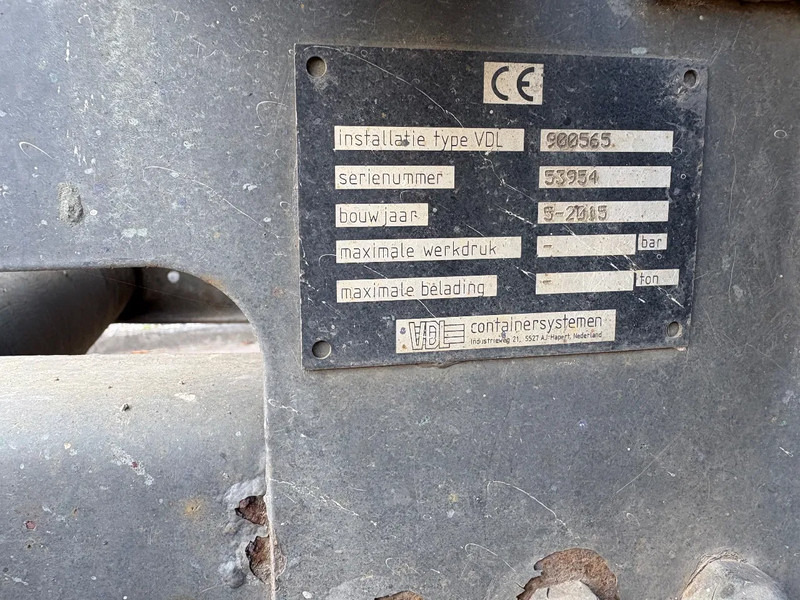 CE
installatie type VDL 900565
serienummer 53954
bouwjaar 5-2015
maximale werkdruk - bar
maximale belading - ton
VDL containersystemen
Industrieweg 21, 5527 AJ Hapert, Nederland